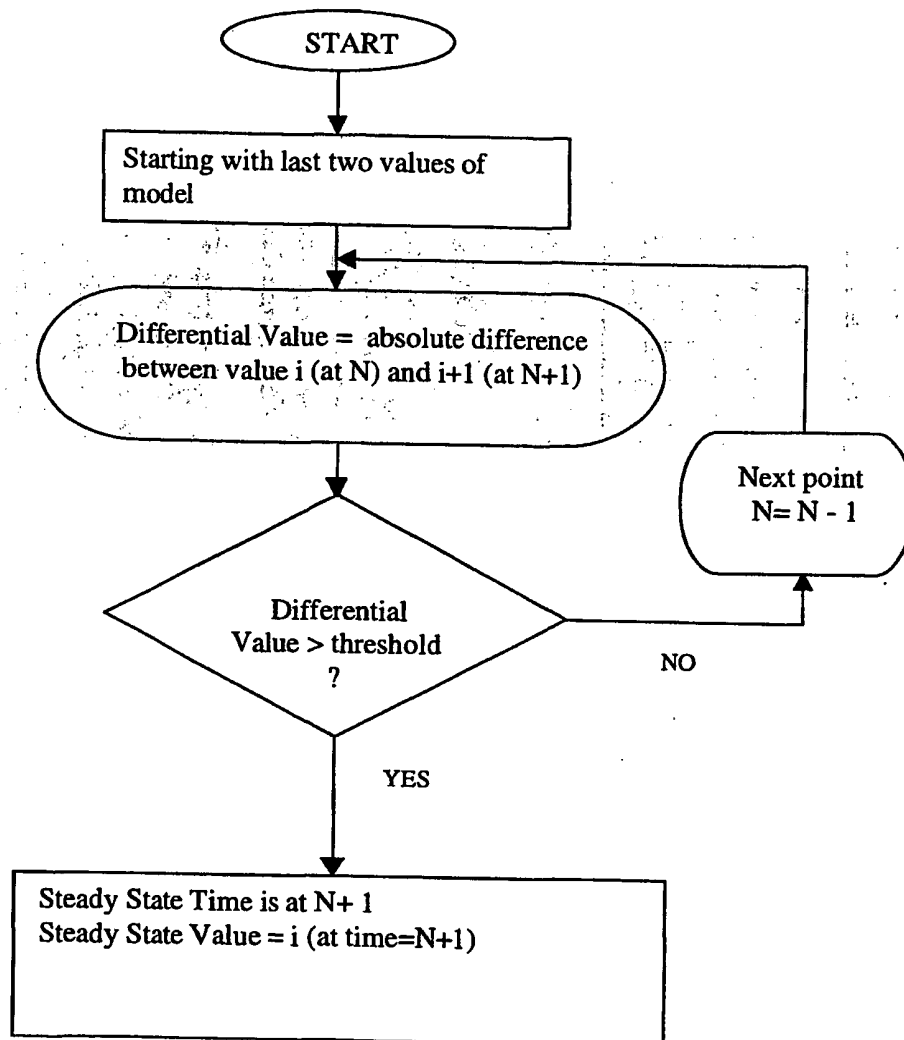 START
Starting with last two values of
model
Differential Value = absolute difference
between value i (at N) and i+1 (at N+1)
Next point
N= N - 1
Differential
Value > threshold
?
NO
YES
Steady State Time is at N+ 1
Steady State Value = i (at time=N+1)